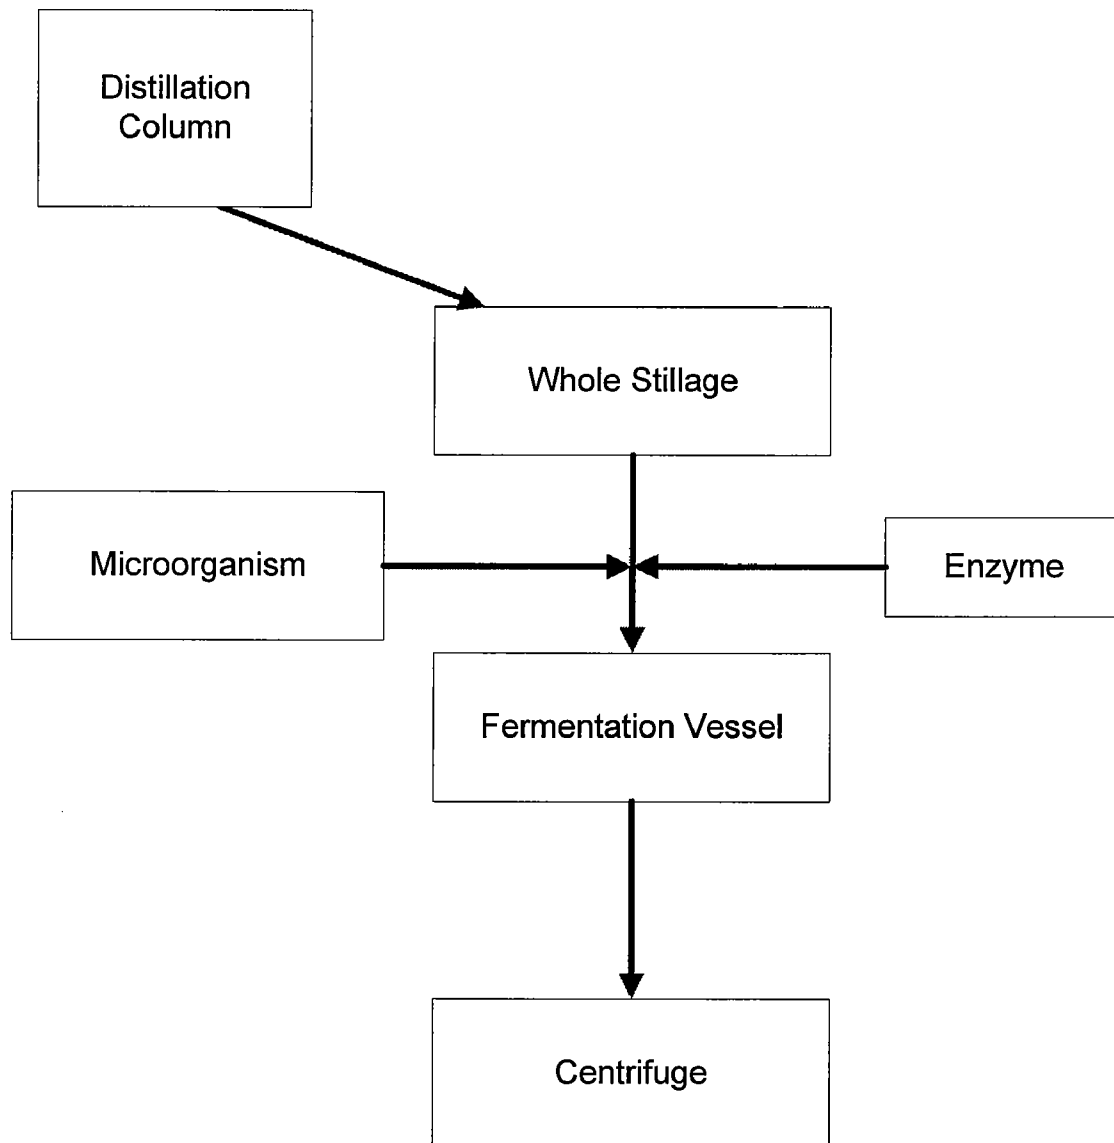 Distillation
Column
Whole Stillage
Microorganism
Enzyme
Fermentation Vessel
Centrifuge